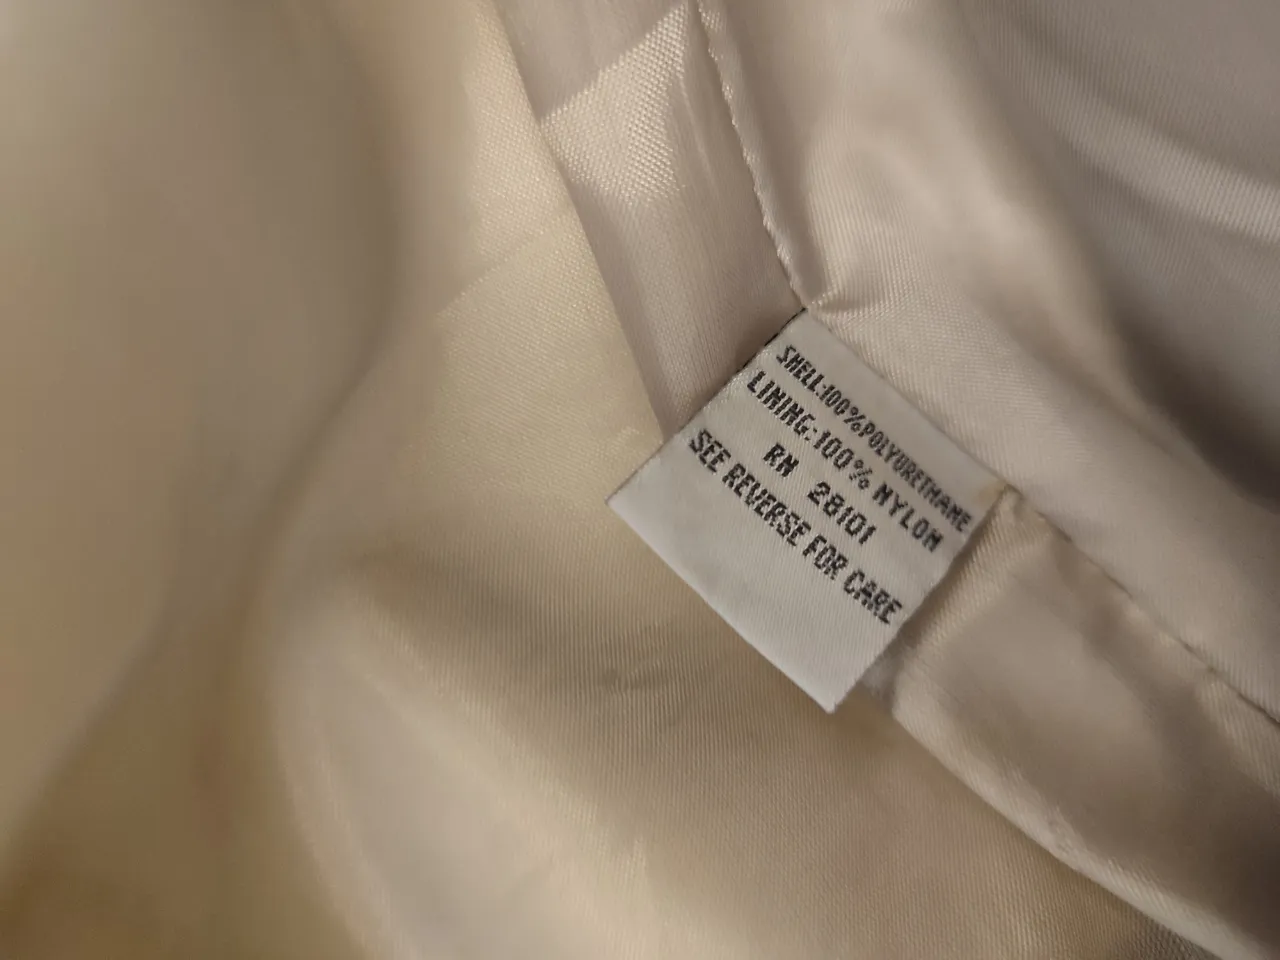 SHELL:100%POLYURETHANE
LINING:100% NYLON
RN 28101
SEE REVERSE FOR CARE